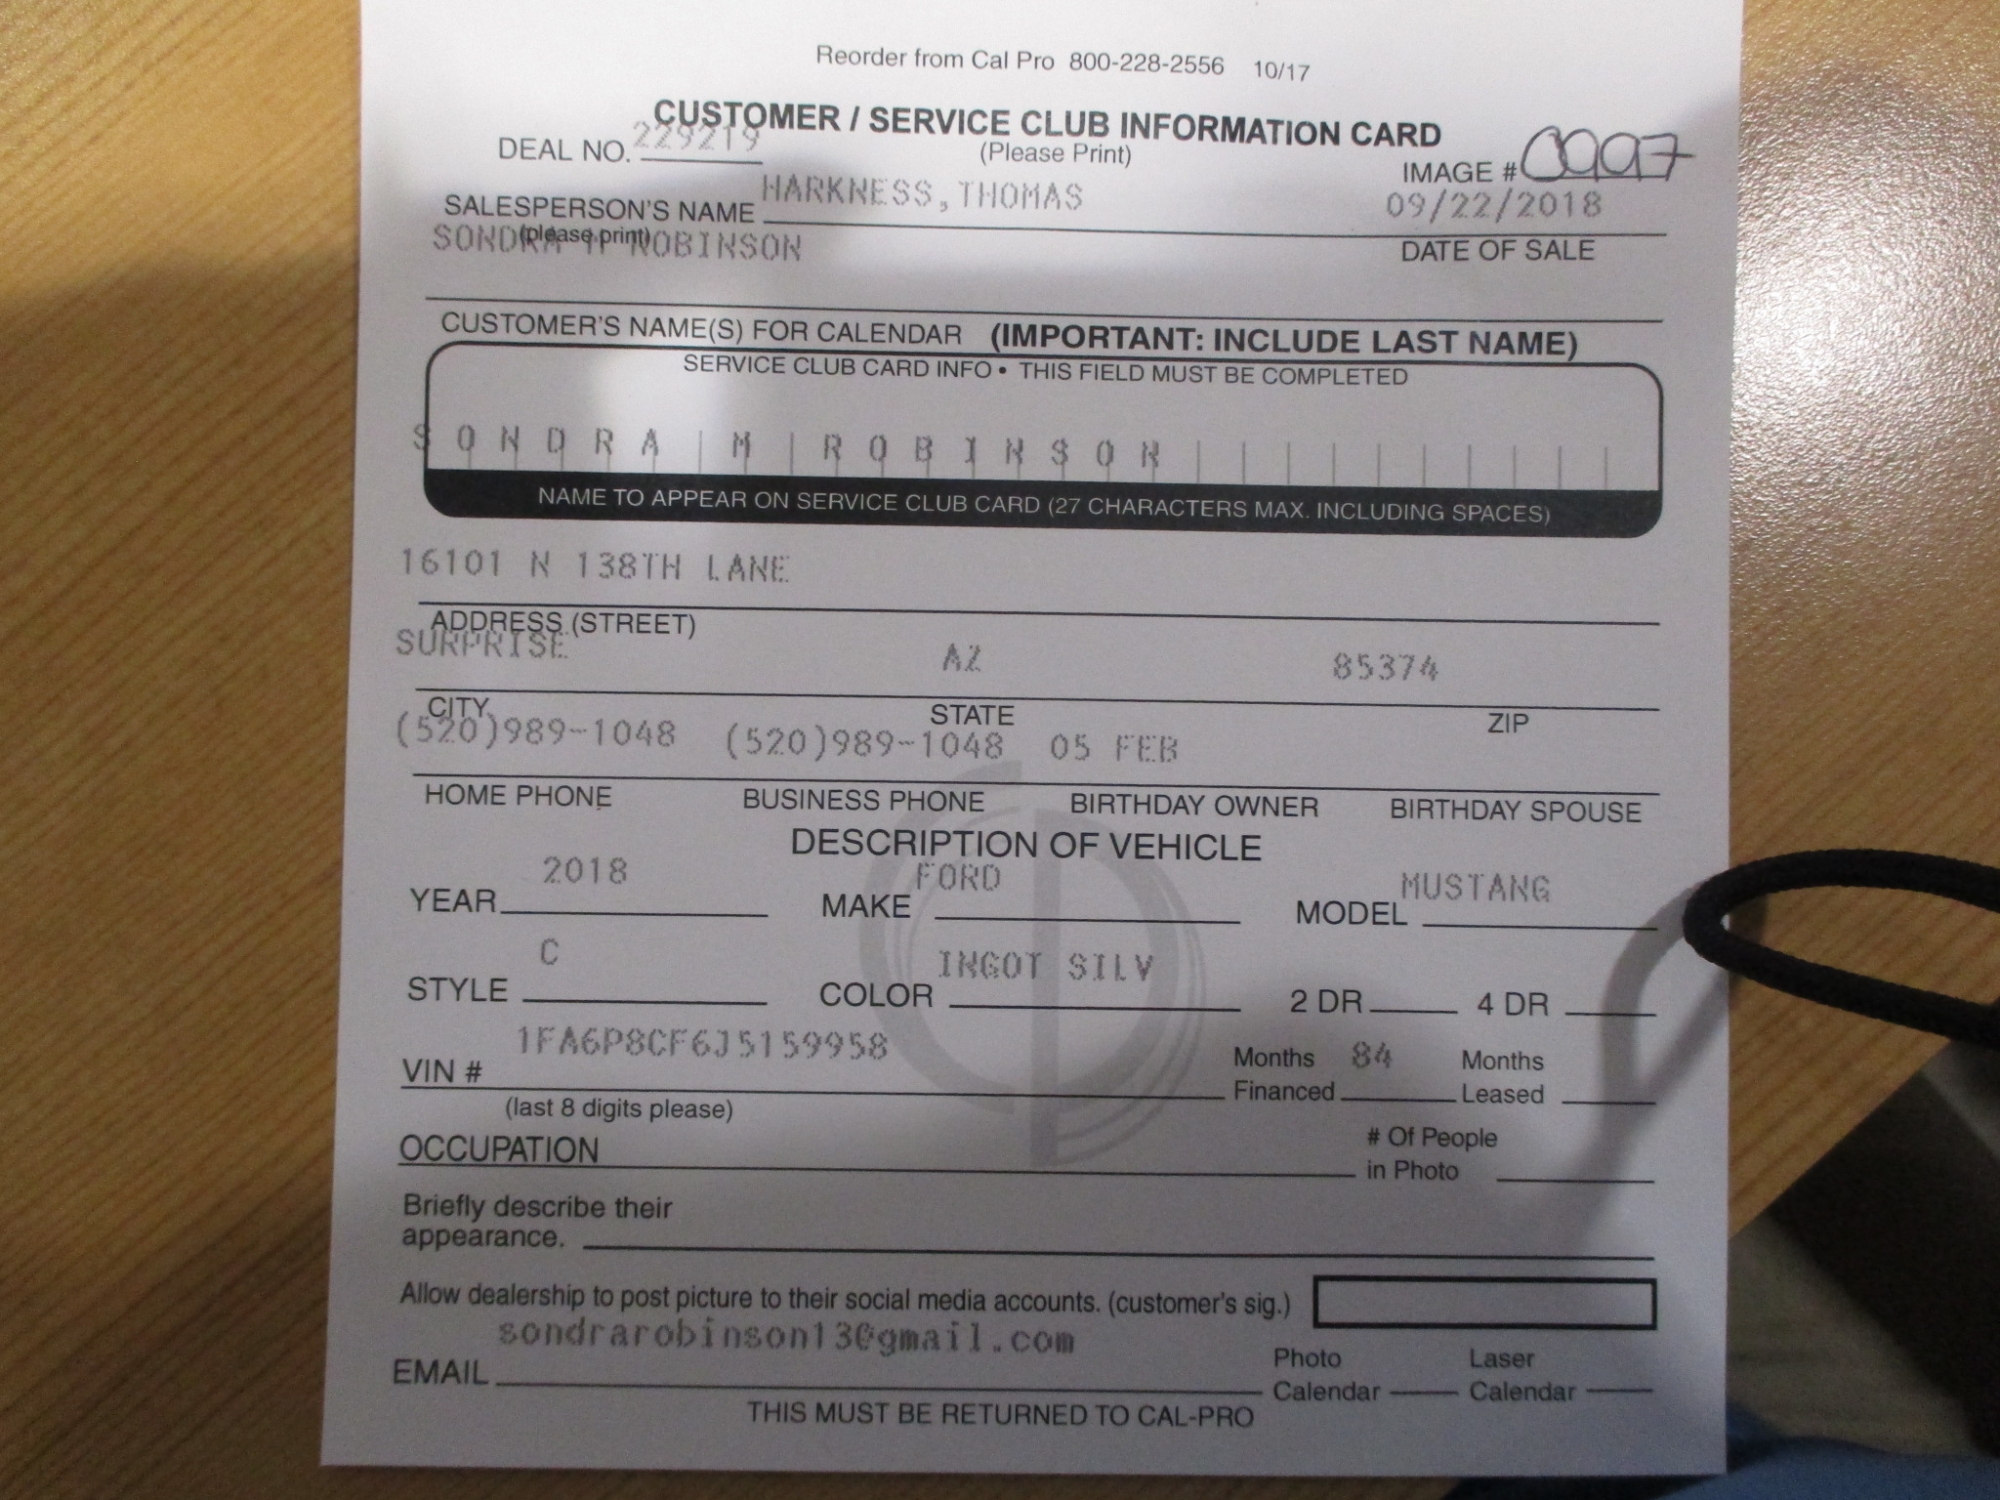 Reorder from Cal Pro 800-228-2556 10/17
CUSTOMER / SERVICE CLUB INFORMATION CARD
(Please Print)
DEAL NO. 229219
IMAGE # 0997
SALESPERSON'S NAME HARKNESS,THOMAS
09/22/2018
(please print)
SONDRA M ROBINSON
DATE OF SALE
CUSTOMER'S NAME(S) FOR CALENDAR (IMPORTANT: INCLUDE LAST NAME)
SERVICE CLUB CARD INFO • THIS FIELD MUST BE COMPLETED
SONDRA M ROBINSON
NAME TO APPEAR ON SERVICE CLUB CARD (27 CHARACTERS MAX. INCLUDING SPACES)
16101 N 138TH LANE
ADDRESS (STREET)
SURPRISE AZ 85374
CITY STATE ZIP
(520)989-1048 (520)989-1048 05 FEB
HOME PHONE BUSINESS PHONE BIRTHDAY OWNER BIRTHDAY SPOUSE
DESCRIPTION OF VEHICLE
YEAR 2018 MAKE FORD MODEL MUSTANG
STYLE C COLOR INGOT SILV 2 DR 4 DR
VIN # 1FA6P8CF6J5159958
Months Financed 84 Months Leased
(last 8 digits please)
OCCUPATION
# Of People in Photo
Briefly describe their
appearance.
Allow dealership to post picture to their social media accounts. (customer's sig.)
EMAIL sondrarobinson13@gmail.com
Photo Calendar Laser Calendar
THIS MUST BE RETURNED TO CAL-PRO